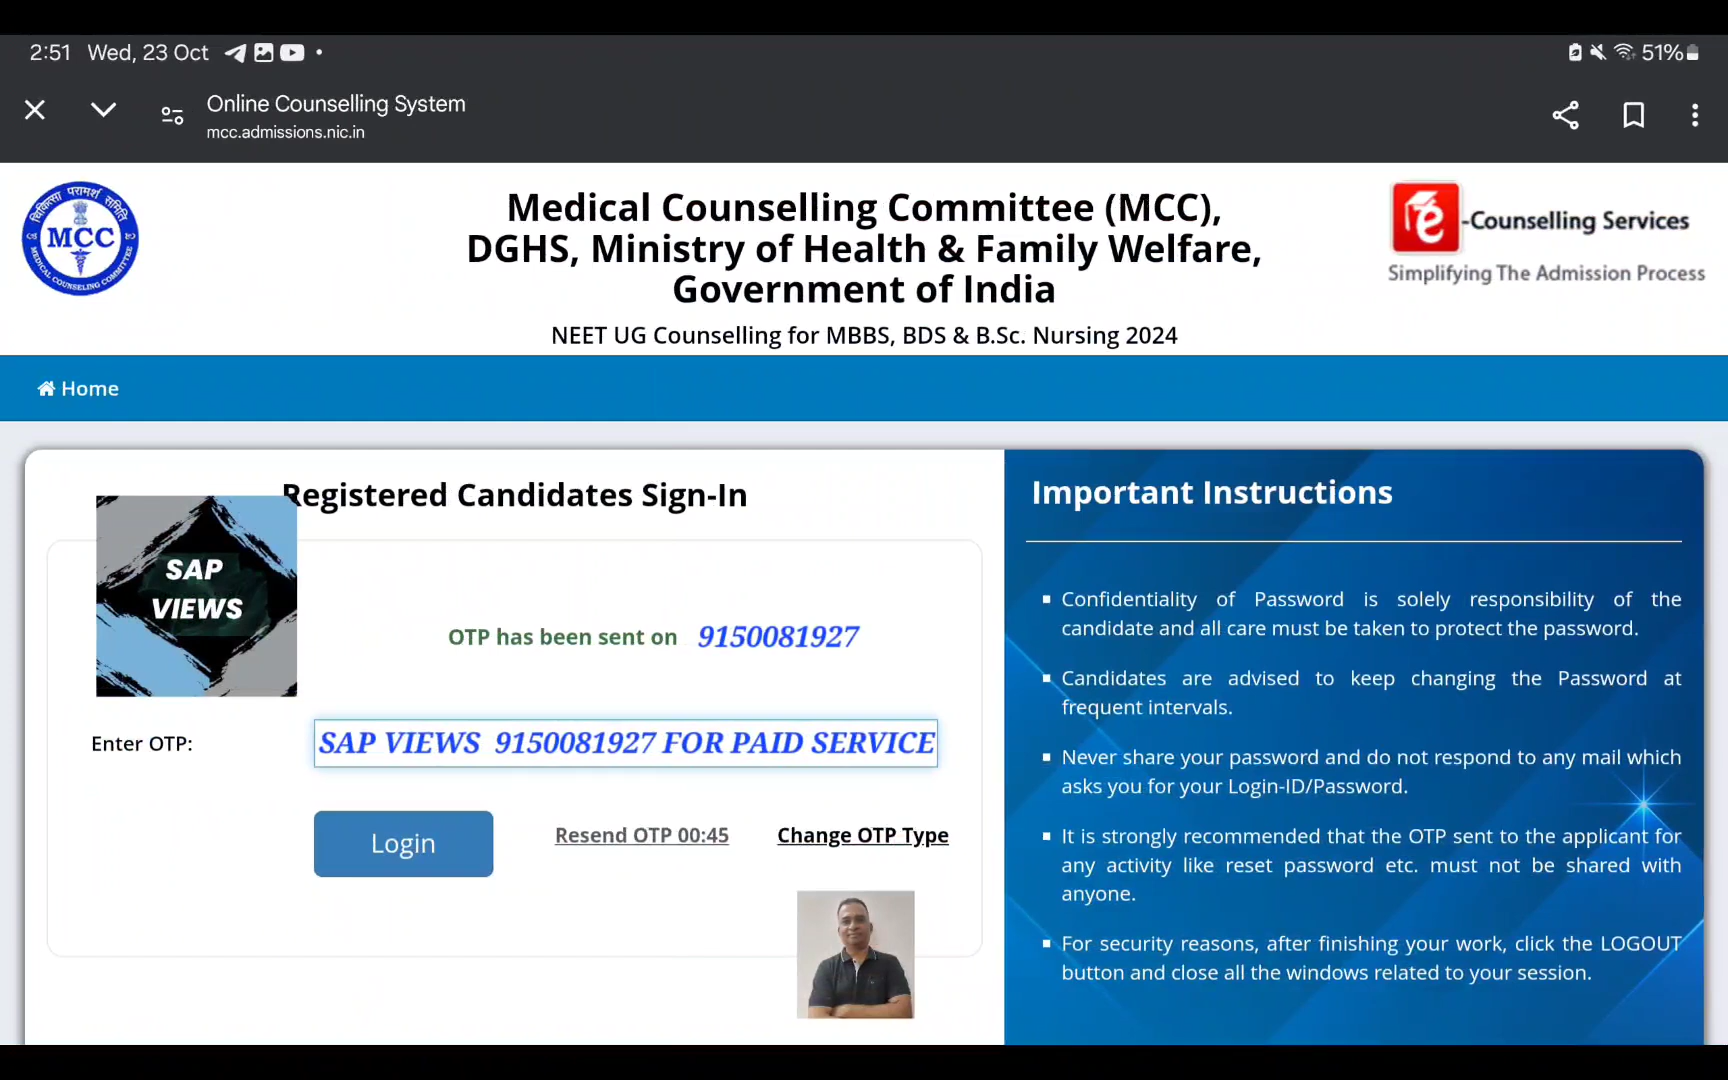 2:51 Wed, 23 Oct
51%
Online Counselling System
mcc.admissions.nic.in
चिकित्सा परामर्श समिति
MCC
MEDICAL COUNSELING COMMITTEE
Medical Counselling Committee (MCC),
DGHS, Ministry of Health & Family Welfare,
Government of India
NEET UG Counselling for MBBS, BDS & B.Sc. Nursing 2024
e-Counselling Services
Simplifying The Admission Process
Home
Registered Candidates Sign-In
SAP
VIEWS
OTP has been sent on 9150081927
Enter OTP:
SAP VIEWS 9150081927 FOR PAID SERVICE
Login
Resend OTP 00:45
Change OTP Type
Important Instructions
Confidentiality of Password is solely responsibility of the
candidate and all care must be taken to protect the password.
Candidates are advised to keep changing the Password at
frequent intervals.
Never share your password and do not respond to any mail which
asks you for your Login-ID/Password.
It is strongly recommended that the OTP sent to the applicant for
any activity like reset password etc. must not be shared with
anyone.
For security reasons, after finishing your work, click the LOGOUT
button and close all the windows related to your session.